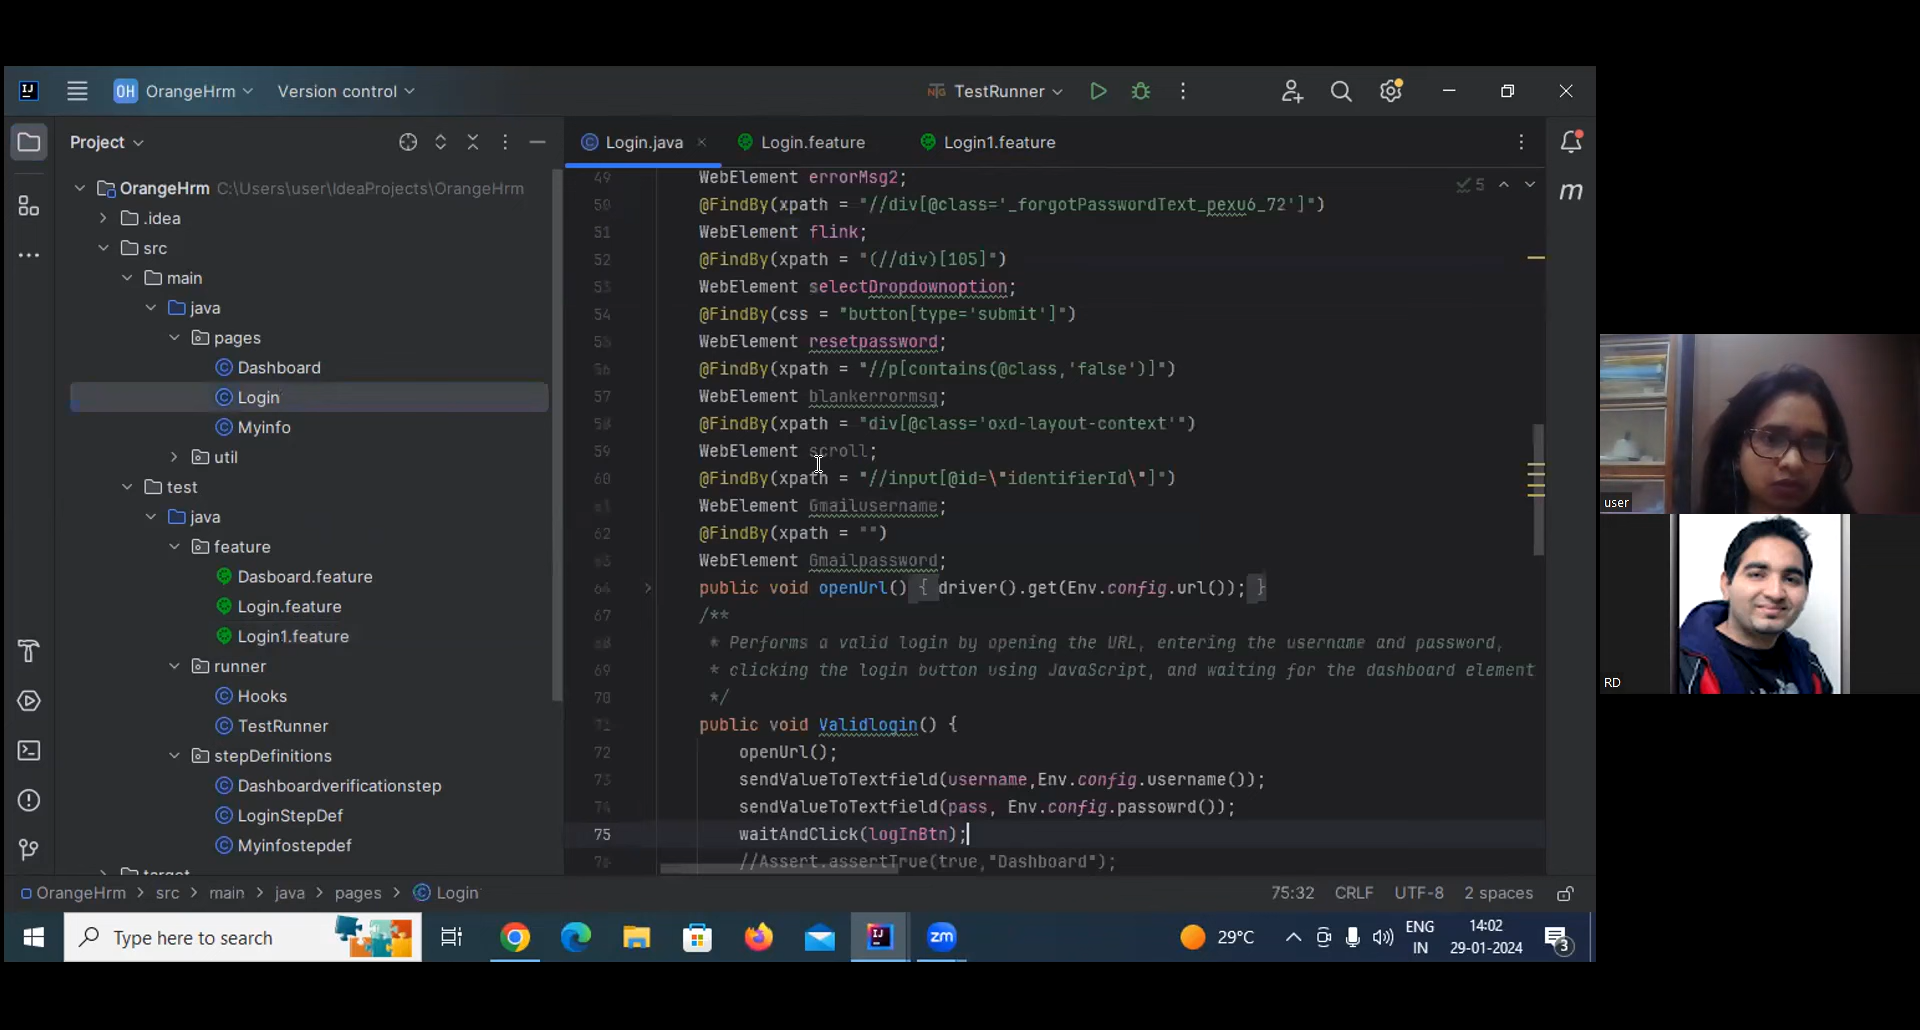 OH OrangeHrm Version control TestRunner
Project Login.java Login.feature Login1.feature
OrangeHrm C:\Users\user\IdeaProjects\OrangeHrm
.idea
src
main
java
pages
Dashboard
Login
Myinfo
util
test
java
feature
Dasboard.feature
Login.feature
Login1.feature
runner
Hooks
TestRunner
stepDefinitions
Dashboardverificationstep
LoginStepDef
Myinfostepdef
target
5
49 WebElement errorMsg2;
50 @FindBy(xpath = "//div[@class='_forgotPasswordText_pexu6_72']")
51 WebElement flink;
52 @FindBy(xpath = "(//div)[105]")
53 WebElement selectDropdownoption;
54 @FindBy(css = "button[type='submit']")
55 WebElement resetpassword;
56 @FindBy(xpath = "//p[contains(@class,'false')]")
57 WebElement blankerrormsg;
58 @FindBy(xpath = "div[@class='oxd-layout-context'")
59 WebElement scroll;
60 @FindBy(xpath = "//input[@id=\"identifierId\"]")
61 WebElement Gmailusername;
62 @FindBy(xpath = "")
63 WebElement Gmailpassword;
64 public void openUrl() { driver().get(Env.config.url()); }
67 /**
68 * Performs a valid login by opening the URL, entering the username and password,
69 * clicking the login button using JavaScript, and waiting for the dashboard element
70 */
71 public void Validlogin() {
72 openUrl();
73 sendValueToTextfield(username,Env.config.username());
74 sendValueToTextfield(pass, Env.config.passowrd());
75 waitAndClick(logInBtn);
76 //Assert.assertTrue(true,"Dashboard");
OrangeHrm > src > main > java > pages > Login 75:32 CRLF UTF-8 2 spaces
Type here to search
zm
29°C
ENG
IN
14:02
29-01-2024
3
user
RD